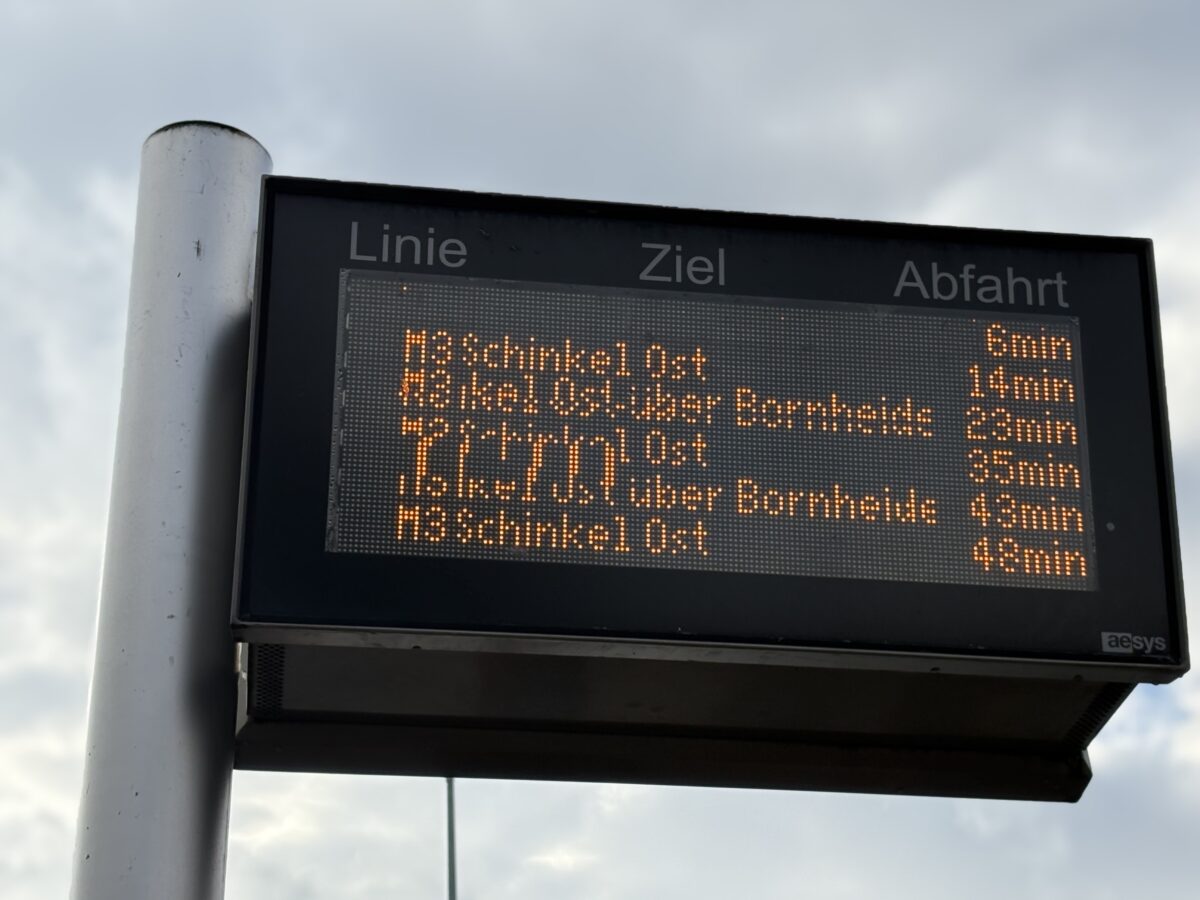 Linie Ziel Abfahrt
M3 Schinkel Ost 6min
nkel Ost über Bornheide 14min
Ost 23min
35min
über Bornheide 43min
M3 Schinkel Ost 48min
aesys